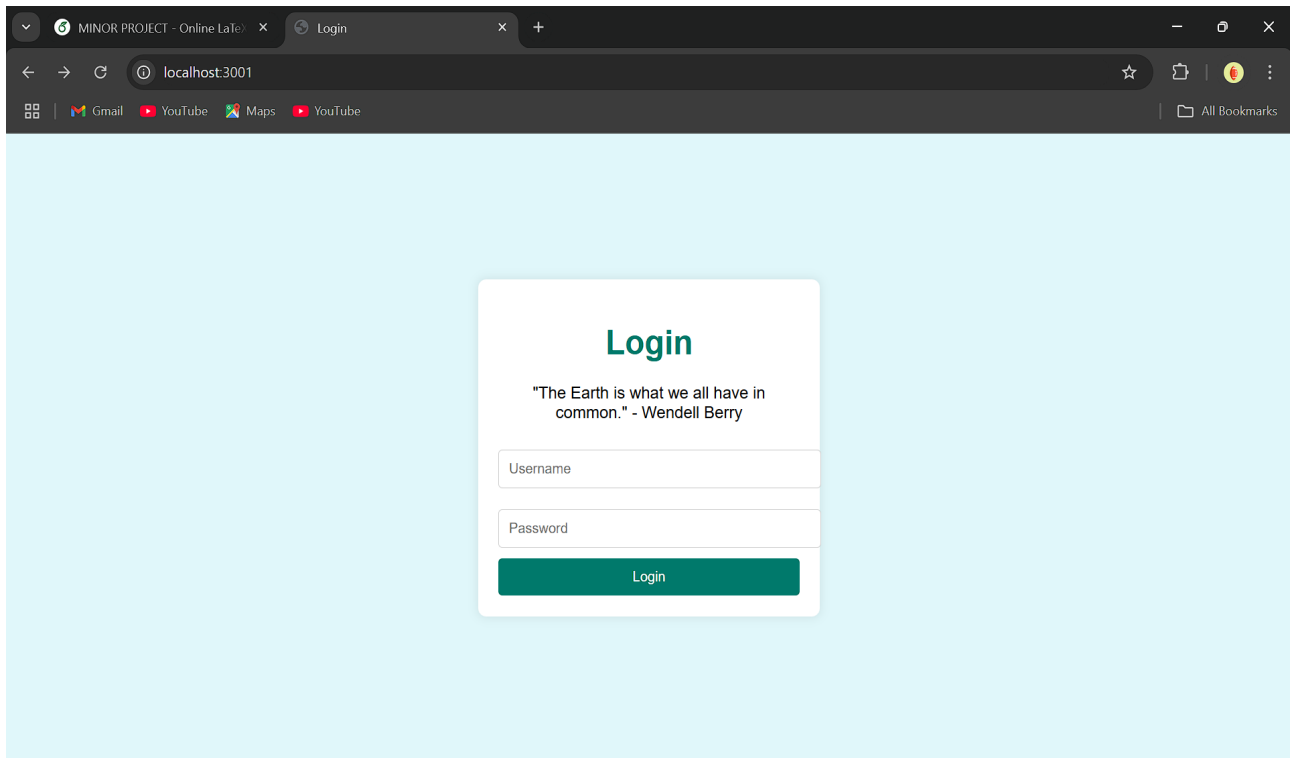 MINOR PROJECT - Online LaTeX
Login
localhost:3001
Gmail
YouTube
Maps
YouTube
All Bookmarks
Login
"The Earth is what we all have in
common." - Wendell Berry
Username
Password
Login